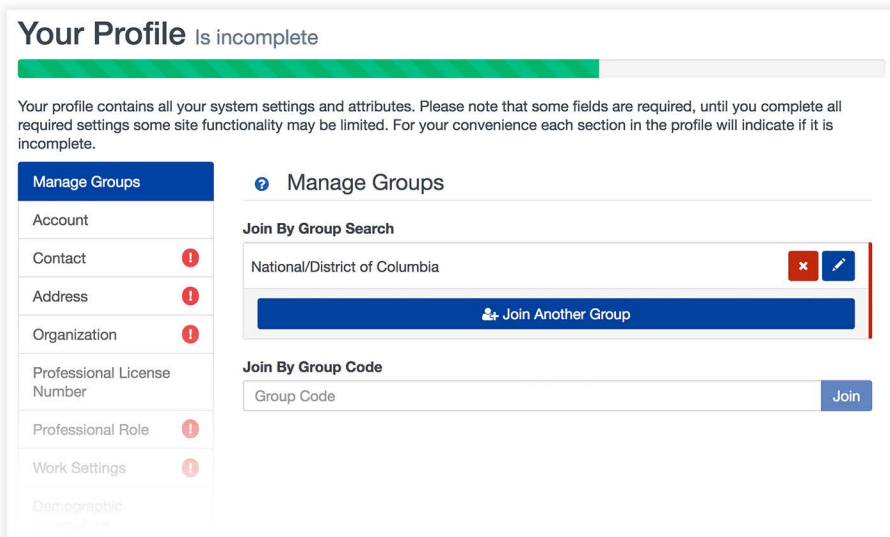 Your Profile Is incomplete
Your profile contains all your system settings and attributes. Please note that some fields are required, until you complete all
required settings some site functionality may be limited. For your convenience each section in the profile will indicate if it is
incomplete.
Manage Groups
Account
Contact
Address
Organization
Professional License
Number
Professional Role
Work Settings
Demographic
Manage Groups
Join By Group Search
National/District of Columbia
Join Another Group
Join By Group Code
Group Code
Join